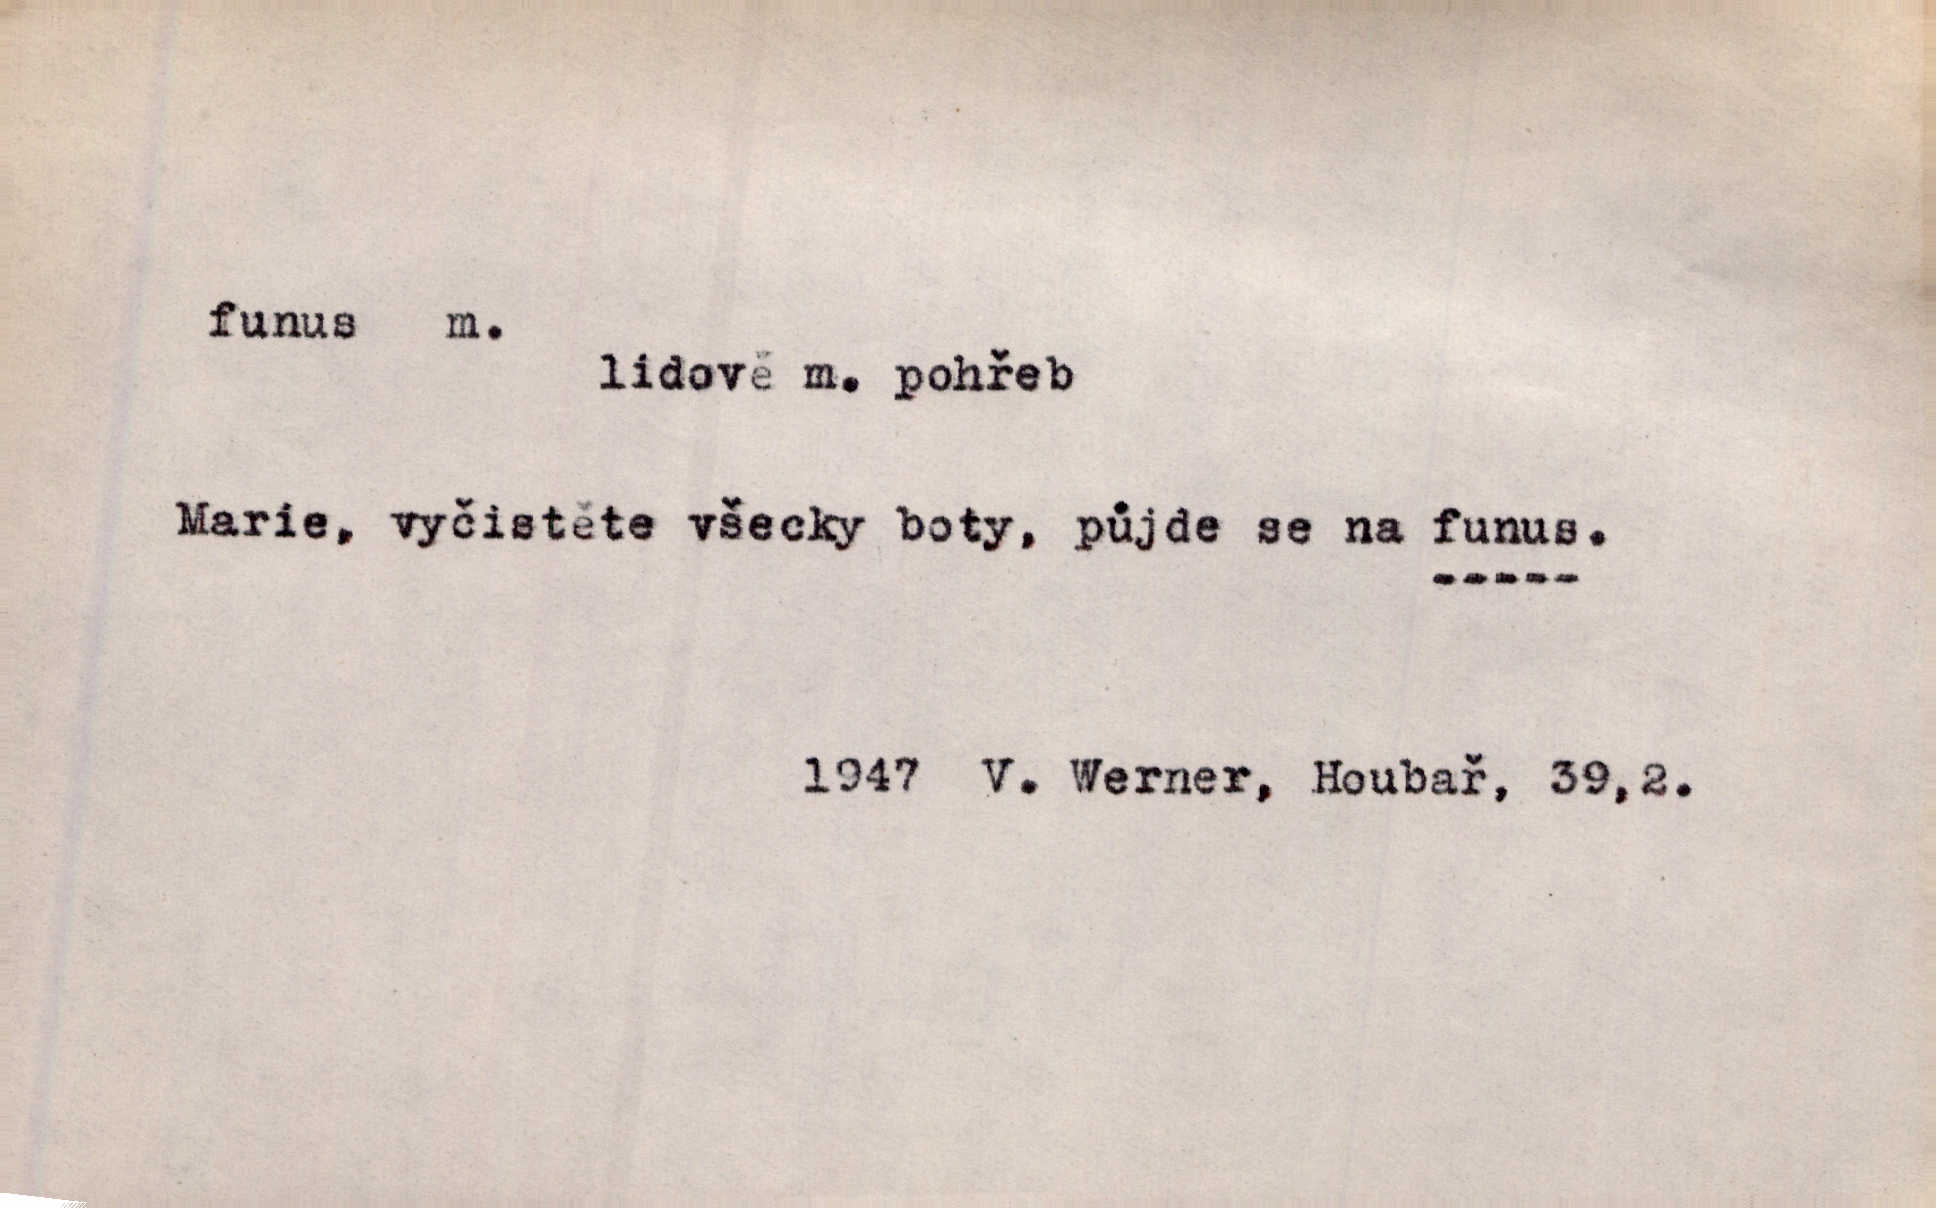 funus m.
lidově m. pohřeb
Marie, vyčistěte všecky boty, půjde se na funus.
-----
1947 V. Werner, Houbař, 39,2.